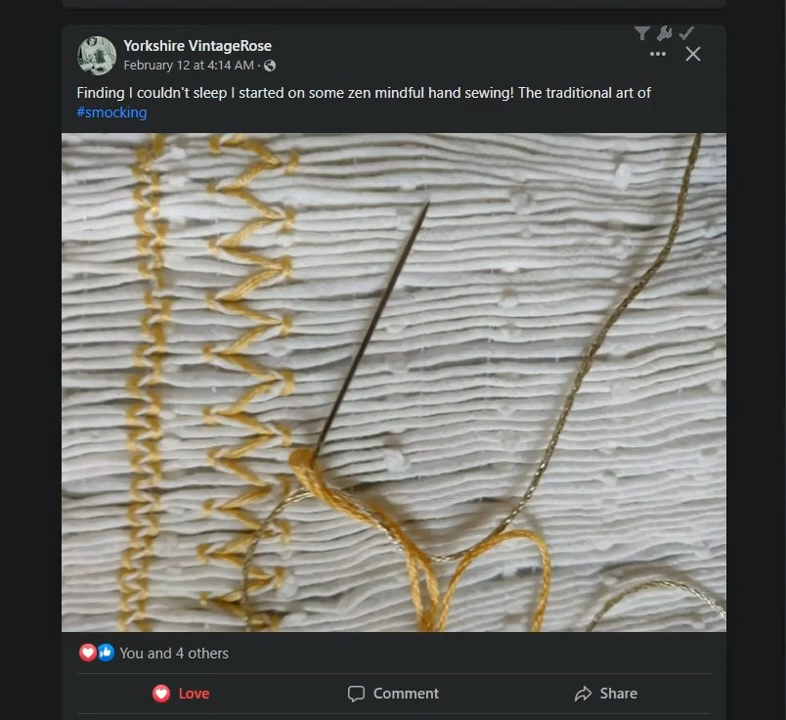 Yorkshire VintageRose
February 12 at 4:14 AM ·
Finding I couldn't sleep I started on some zen mindful hand sewing! The traditional art of
#smocking
You and 4 others
Love Comment Share